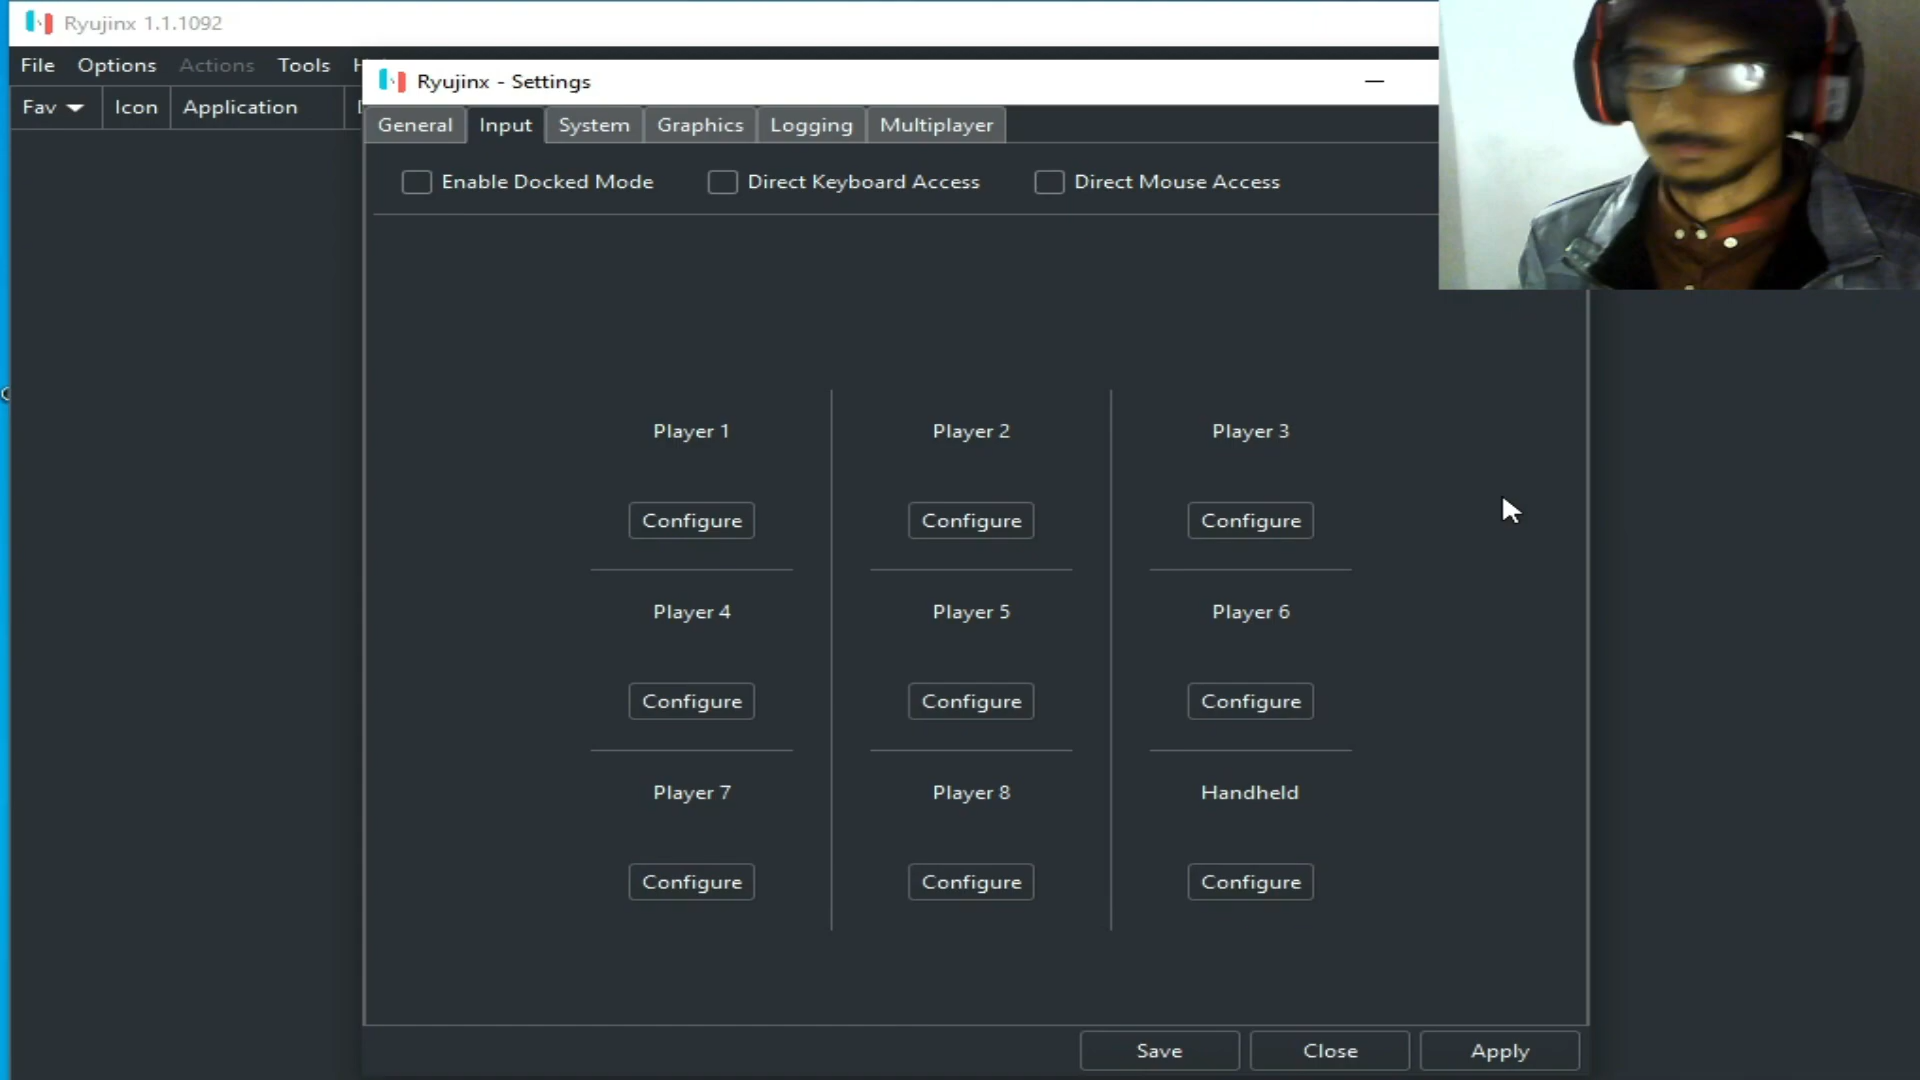 Ryujinx 1.1.1092
File Options Actions Tools
Ryujinx - Settings
Fav Icon Application
General Input System Graphics Logging Multiplayer
Enable Docked Mode Direct Keyboard Access Direct Mouse Access
Player 1 Player 2 Player 3
Configure Configure Configure
Player 4 Player 5 Player 6
Configure Configure Configure
Player 7 Player 8 Handheld
Configure Configure Configure
Save Close Apply